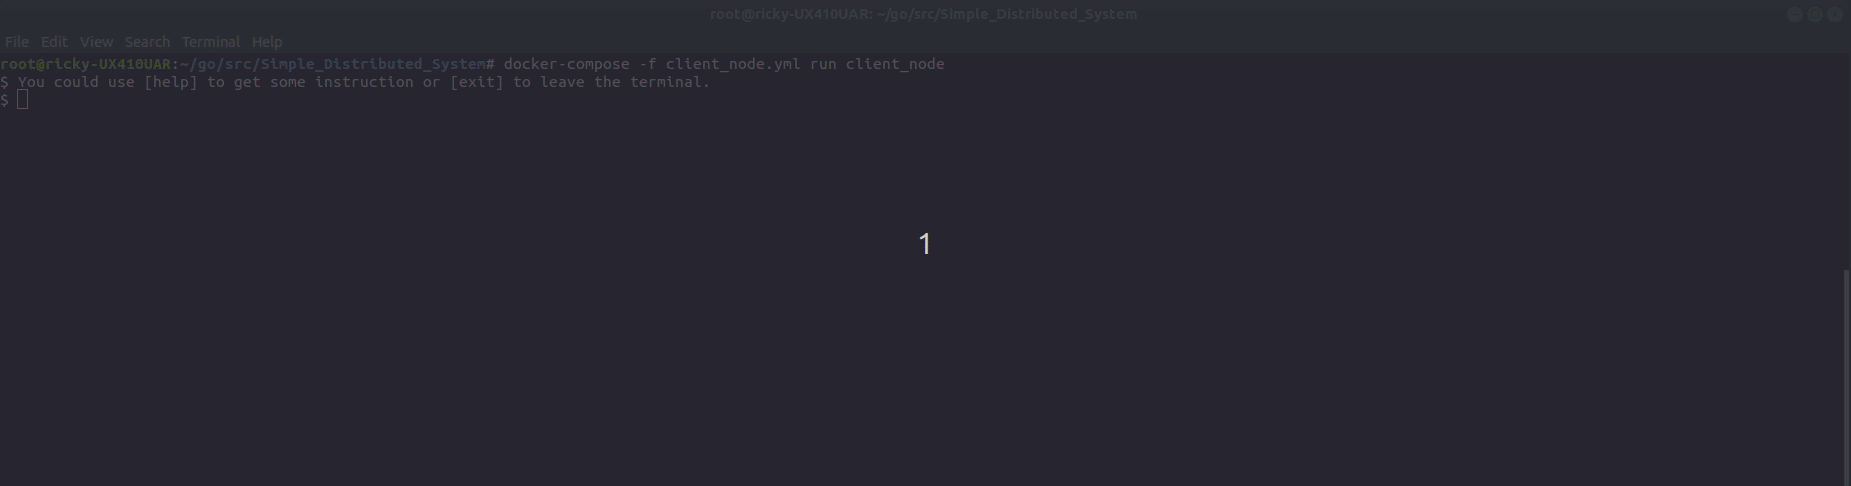 root@ricky-UX410UAR: ~/go/src/Simple_Distributed_System
File Edit View Search Terminal Help
root@ricky-UX410UAR:~/go/src/Simple_Distributed_System# docker-compose -f client_node.yml run client_node
$ You could use [help] to get some instruction or [exit] to leave the terminal.
$
1